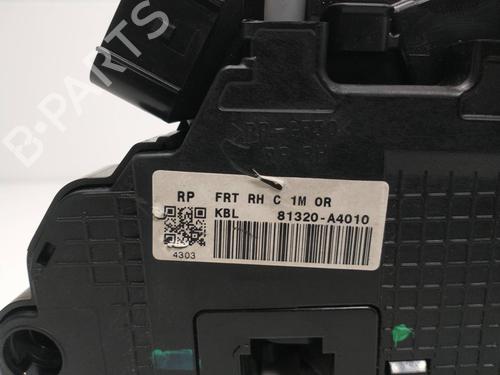 B-PARTS
RP FRT RH C 1M OR
KBL 81320-A4010
4303